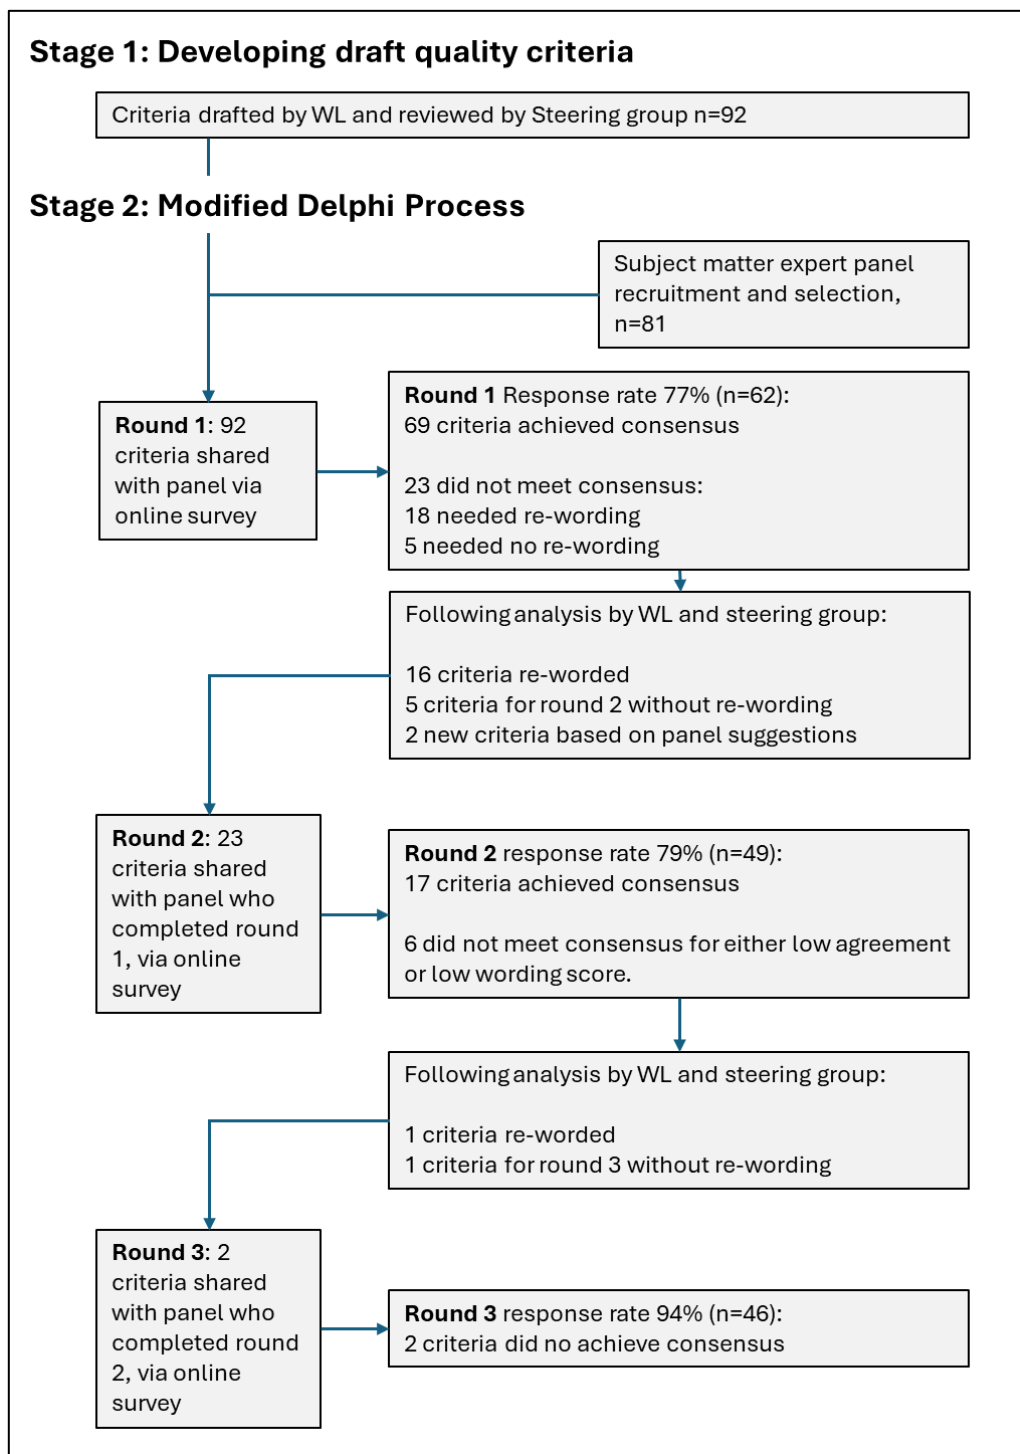 Stage 1: Developing draft quality criteria
Criteria drafted by WL and reviewed by Steering group n=92
Stage 2: Modified Delphi Process
Subject matter expert panel
recruitment and selection,
n=81
Round 1: 92
criteria shared
with panel via
online survey
Round 1 Response rate 77% (n=62):
69 criteria achieved consensus
23 did not meet consensus:
18 needed re-wording
5 needed no re-wording
Following analysis by WL and steering group:
16 criteria re-worded
5 criteria for round 2 without re-wording
2 new criteria based on panel suggestions
Round 2: 23
criteria shared
with panel who
completed round
1, via online
survey
Round 2 response rate 79% (n=49):
17 criteria achieved consensus
6 did not meet consensus for either low agreement
or low wording score.
Following analysis by WL and steering group:
1 criteria re-worded
1 criteria for round 3 without re-wording
Round 3: 2
criteria shared
with panel who
completed round
2, via online
survey
Round 3 response rate 94% (n=46):
2 criteria did no achieve consensus